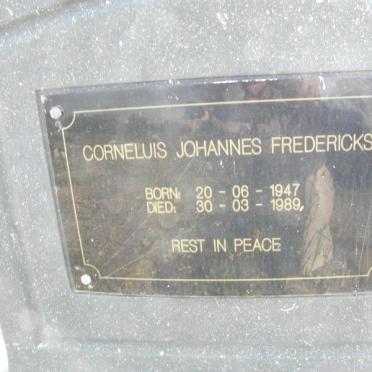 CORNELUIS JOHANNES FREDERICKS
BORN: 20 - 06 - 1947
DIED: 30 - 03 - 1989,
REST IN PEACE